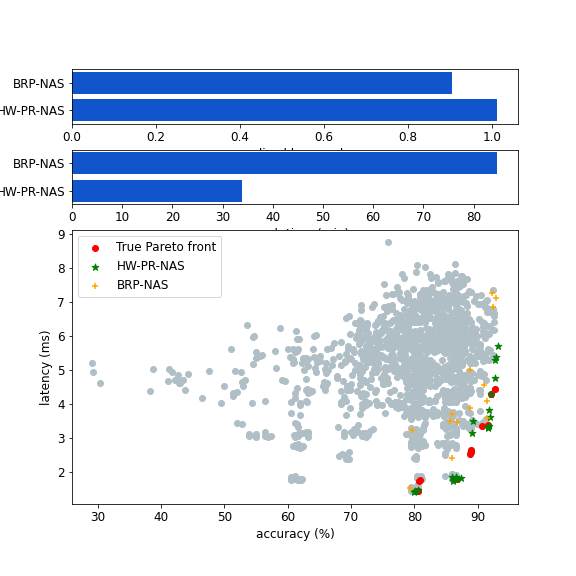 BRP-NAS
HW-PR-NAS
0.0 0.2 0.4 0.6 0.8 1.0
BRP-NAS
HW-PR-NAS
0 10 20 30 40 50 60 70 80
9
8
7
6
5
4
3
2
latency (ms)
True Pareto front
HW-PR-NAS
BRP-NAS
30 40 50 60 70 80 90
accuracy (%)